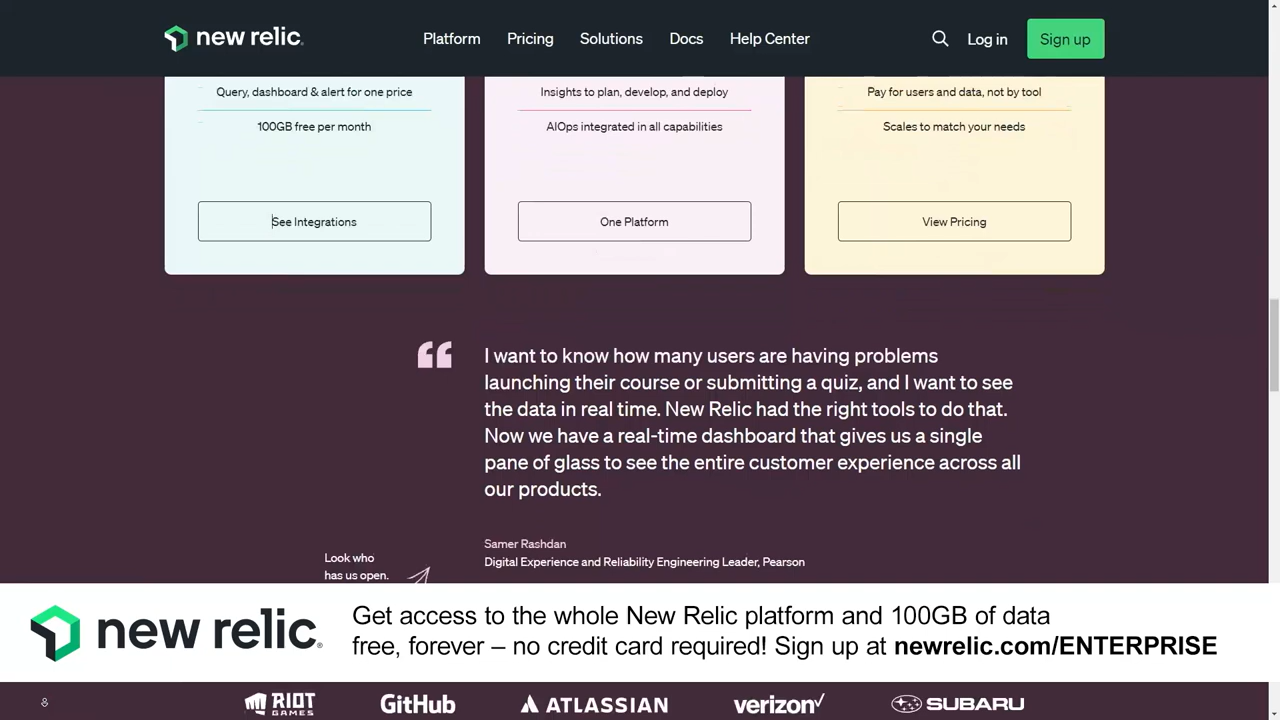 new relic.
Platform
Pricing
Solutions
Docs
Help Center
Log in
Sign up
Query, dashboard & alert for one price
100GB free per month
See Integrations
Insights to plan, develop, and deploy
AIOps integrated in all capabilities
One Platform
Pay for users and data, not by tool
Scales to match your needs
View Pricing
I want to know how many users are having problems
launching their course or submitting a quiz, and I want to see
the data in real time. New Relic had the right tools to do that.
Now we have a real-time dashboard that gives us a single
pane of glass to see the entire customer experience across all
our products.
Samer Rashdan
Digital Experience and Reliability Engineering Leader, Pearson
Look who
has us open.
new relic®
Get access to the whole New Relic platform and 100GB of data
free, forever – no credit card required! Sign up at newrelic.com/ENTERPRISE
RIOT
GAMES
GitHub
ATLASSIAN
verizon✓
SUBARU